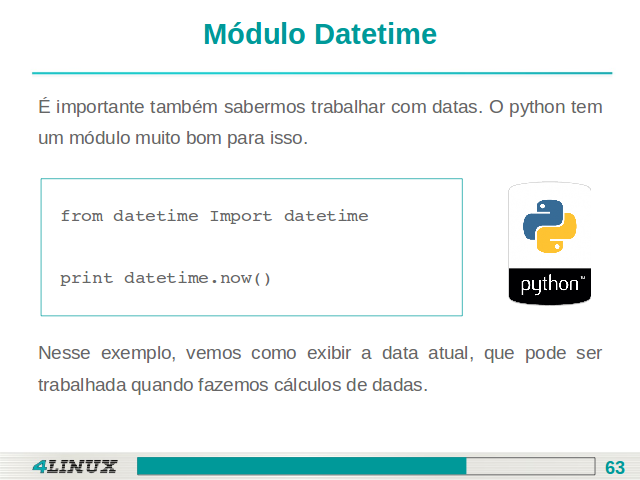 Módulo Datetime
É importante também sabermos trabalhar com datas. O python tem
um módulo muito bom para isso.
from datetime Import datetime
print datetime.now()
python™
Nesse exemplo, vemos como exibir a data atual, que pode ser
trabalhada quando fazemos cálculos de dadas.
4LINUX
63